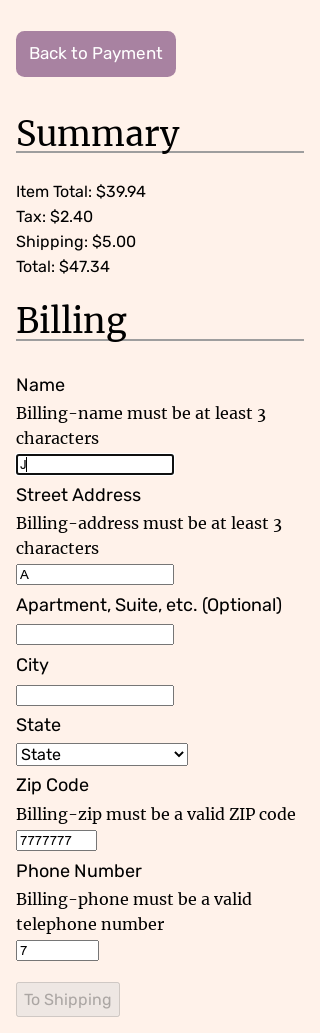 Back to Payment
Summary
Item Total: $39.94
Tax: $2.40
Shipping: $5.00
Total: $47.34
Billing
Name
Billing-name must be at least 3
characters
J
Street Address
Billing-address must be at least 3
characters
A
Apartment, Suite, etc. (Optional)
City
State
State
Zip Code
Billing-zip must be a valid ZIP code
7777777
Phone Number
Billing-phone must be a valid
telephone number
7
To Shipping